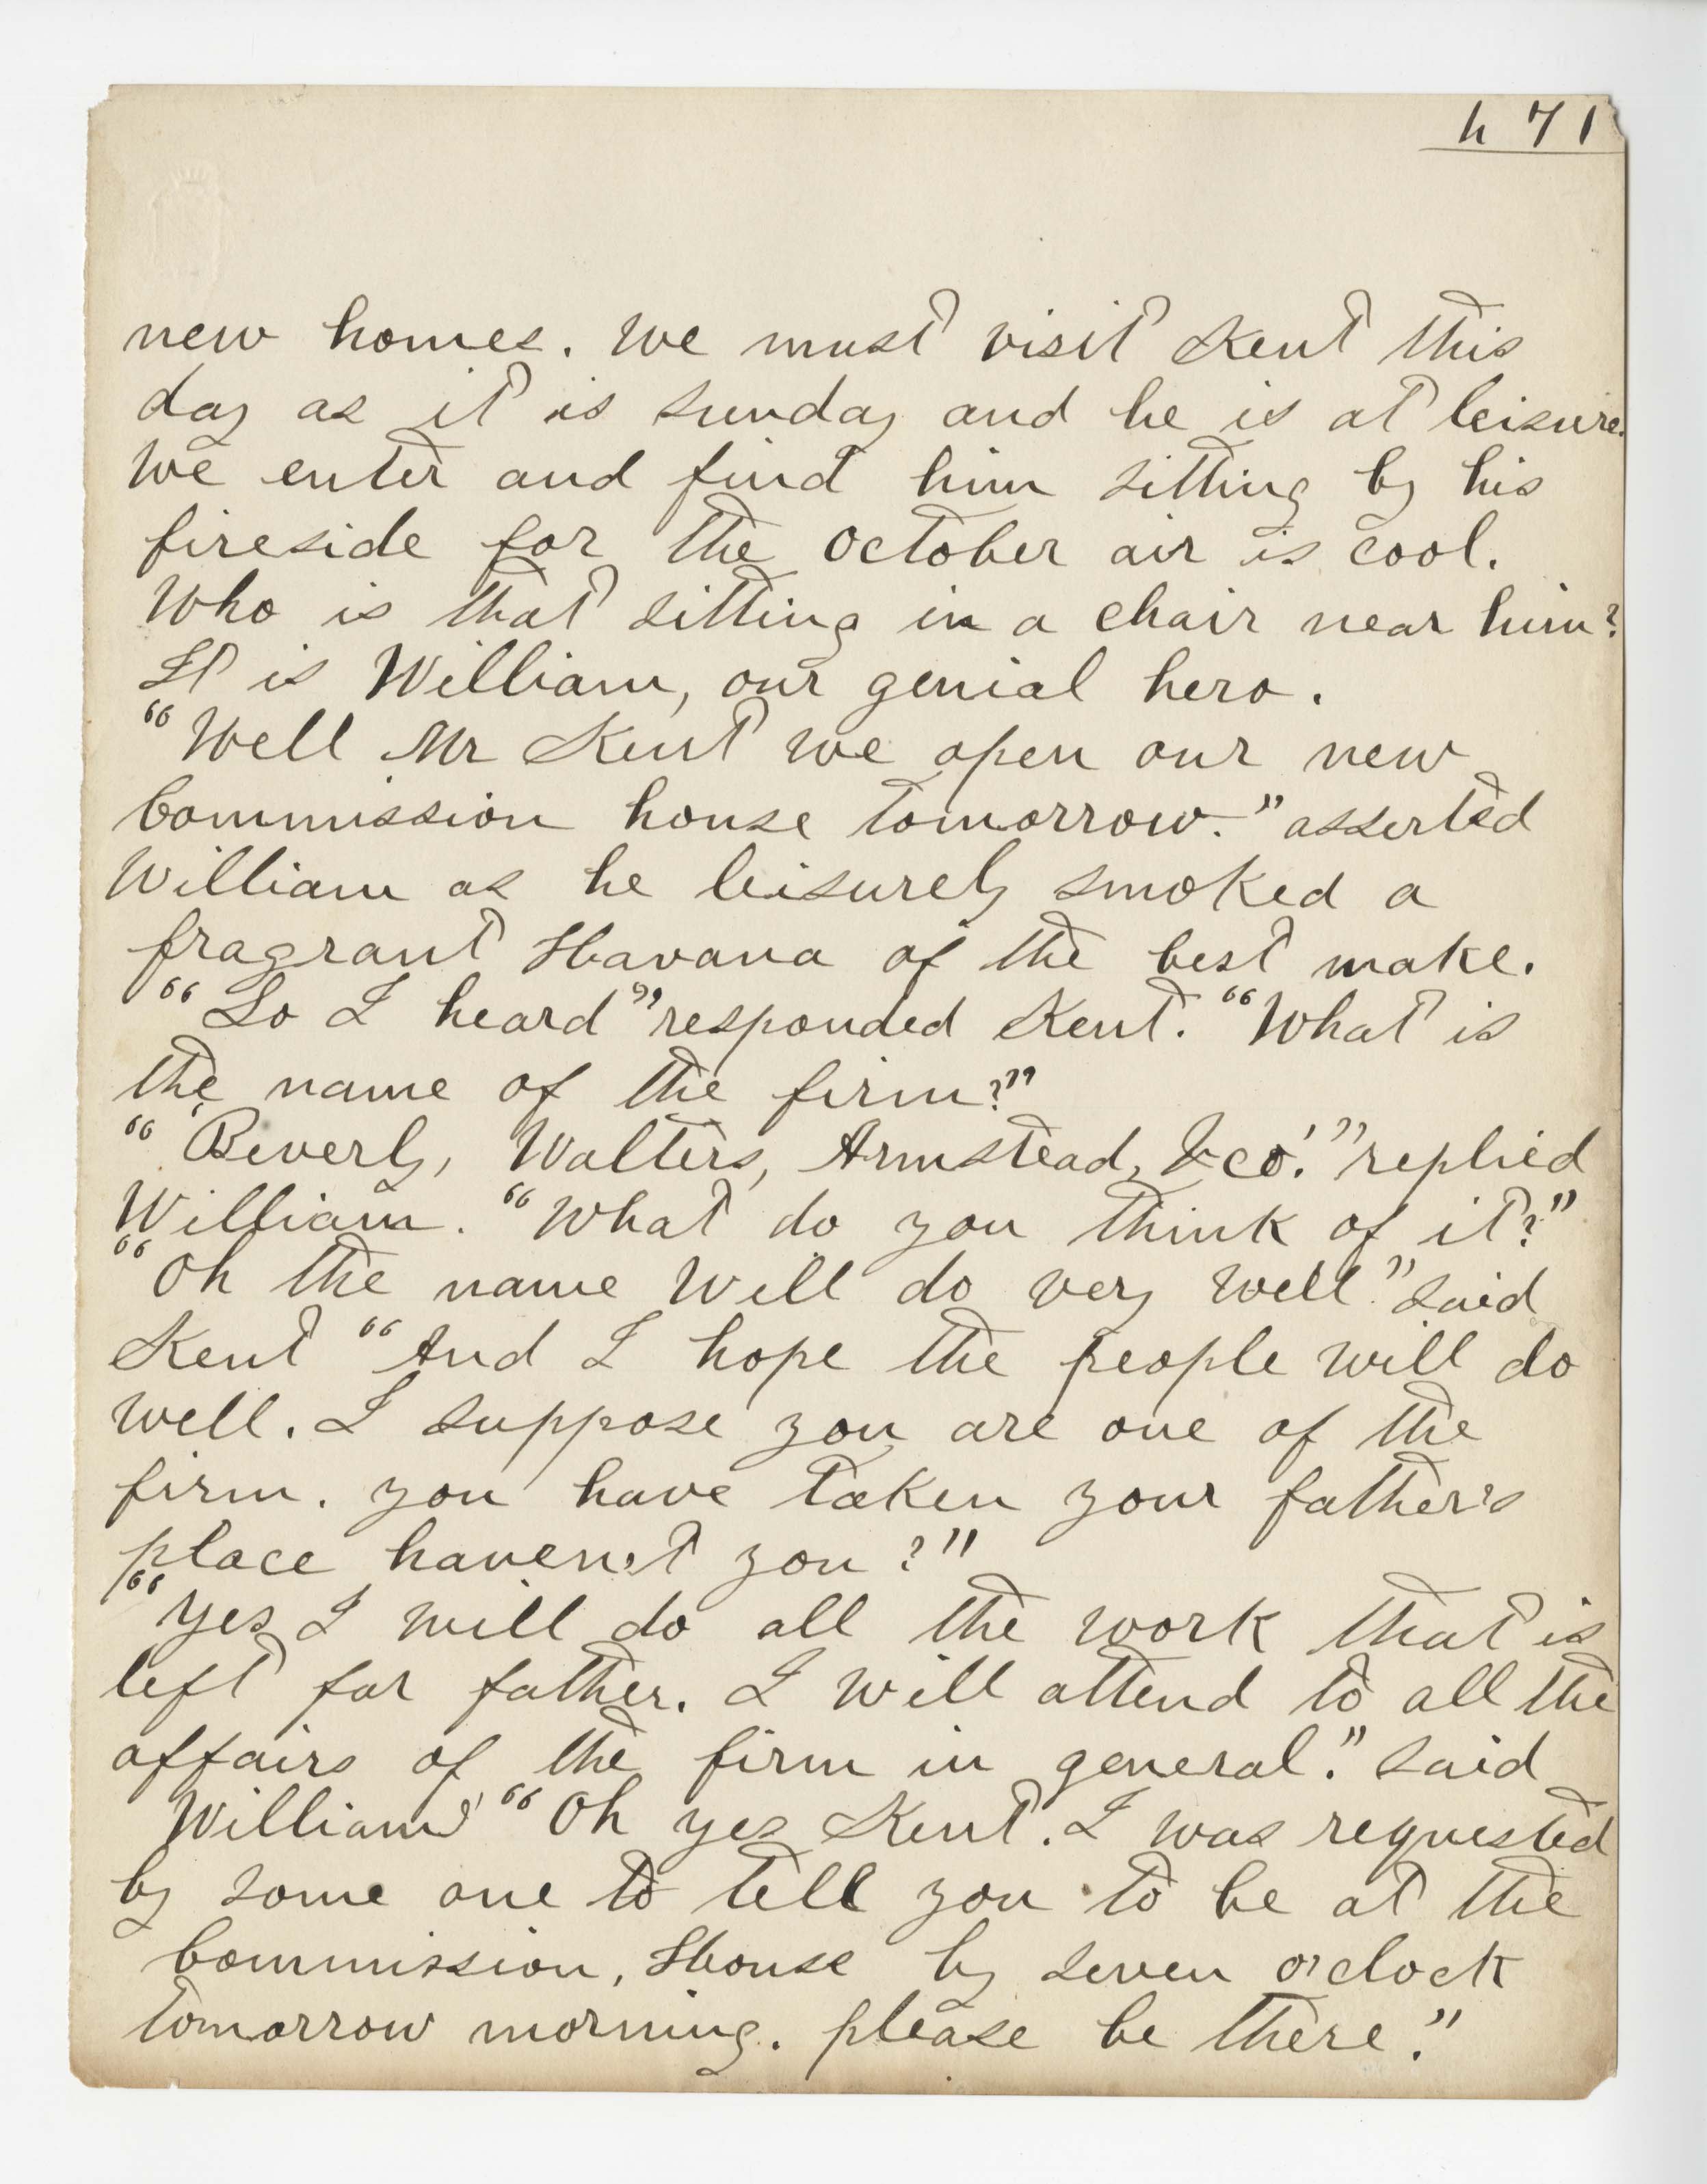 h 71
new homes. We must visit Kent this
day as it is Sunday and he is at leisure.
We enter and find him sitting by his
fireside for the October air is cool.
Who is that sitting in a chair near him?
It is William, our genial hero.
"Well Mr Kent we open our new
Commission house tomorrow." asserted
William as he leisurely smoked a
fragrant Havana of the best make.
"So I heard" responded Kent. "What is
the name of the firm?"
"Beverly, Walters, Armstead, & co." replied
William. "What do you think of it?"
"Oh the name will do very well" said
Kent "And I hope the people will do
well. I suppose you are one of the
firm. you have taken your father's
place haven't you?"
"Yes I will do all the work that is
left for father. I will attend to all the
affairs of the firm in general." said
William "Oh yes Kent. I was requested
by some one to tell you to be at the
Commission, House by seven o'clock
tomorrow morning. please be there."